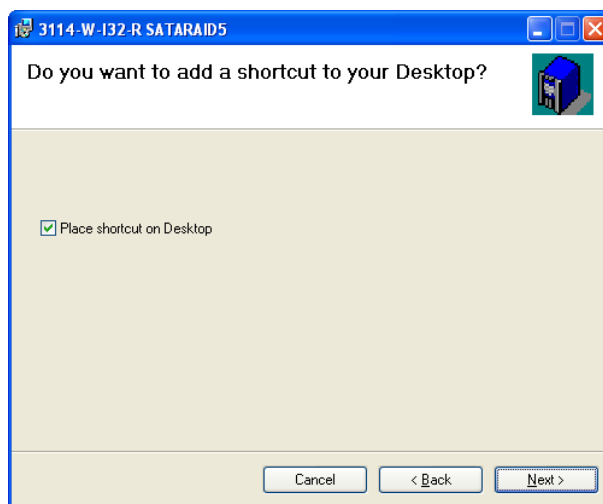 3114-W-I32-R SATARAID5
Do you want to add a shortcut to your Desktop?
Place shortcut on Desktop
Cancel
< Back
Next >